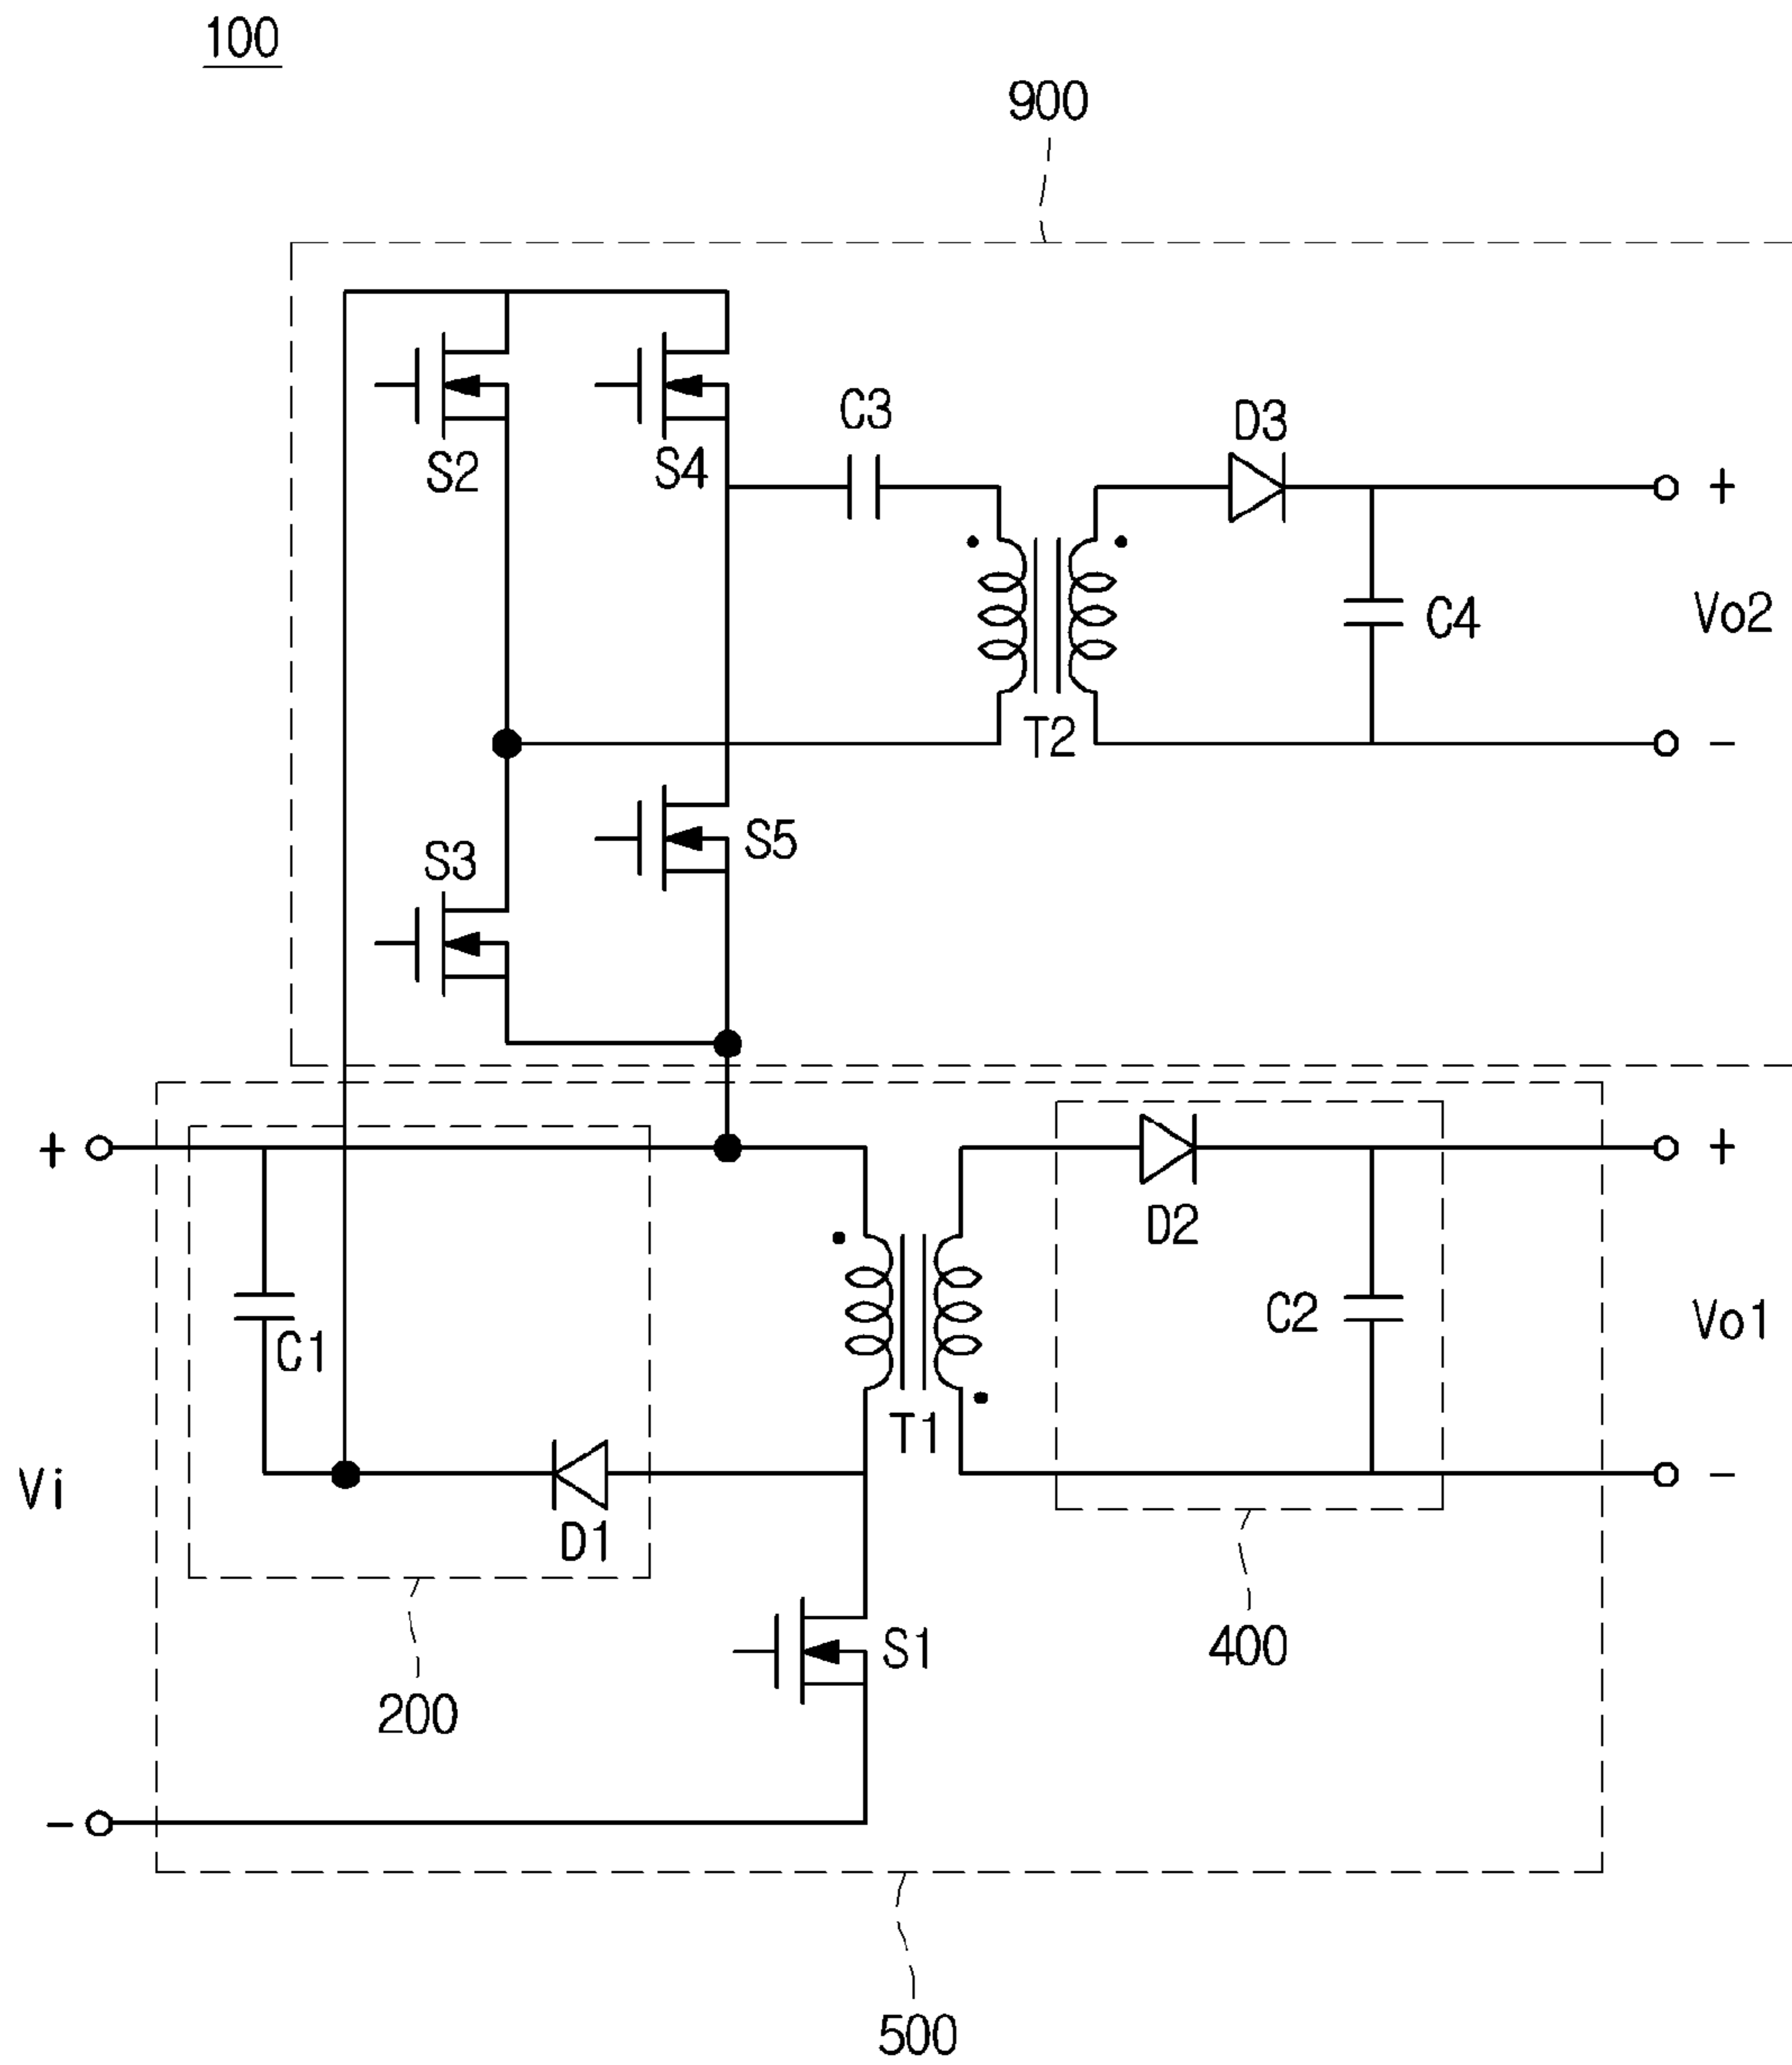 100
900
S2
S4
C3
D3
+
C4
Vo2
T2
-
S3
S5
+
D2
+
C1
C2
Vo1
T1
Vi
D1
-
S1
400
200
-
500